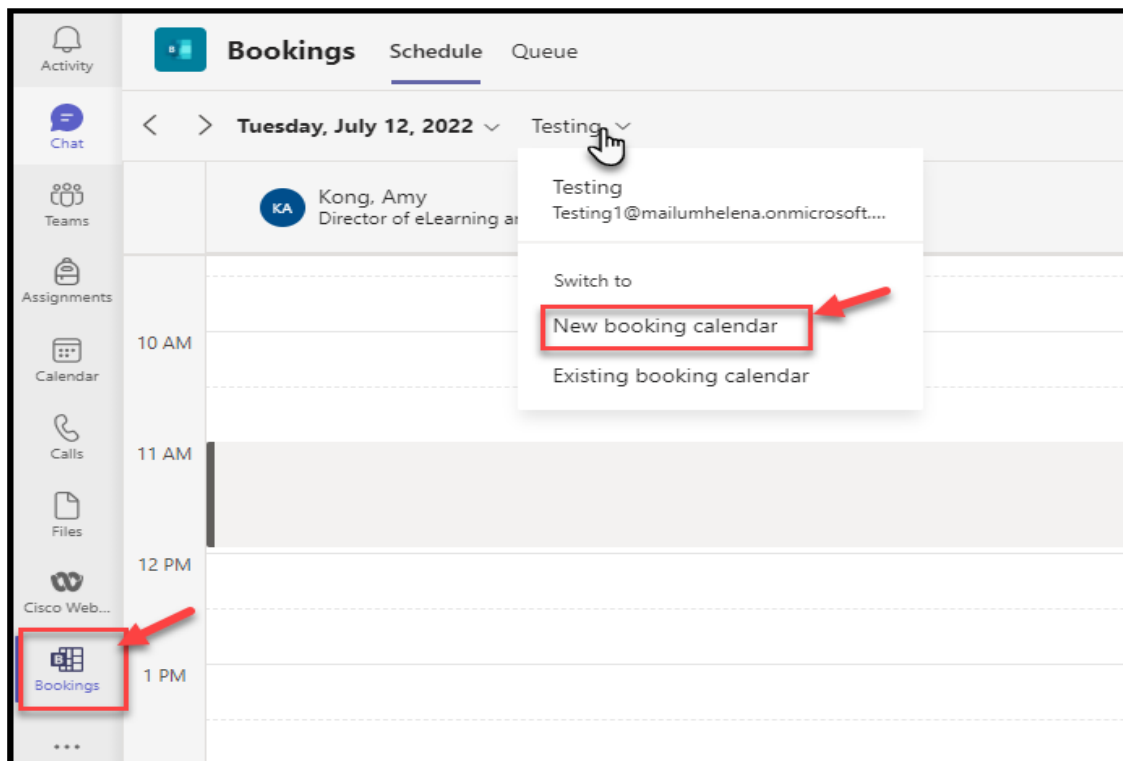 Activity
Chat
Teams
Assignments
Calendar
Calls
Files
Cisco Web...
Bookings
...
Bookings Schedule Queue
Tuesday, July 12, 2022 Testing
KA
Kong, Amy
Director of eLearning
Testing
Testing1@mailumhelena.onmicrosoft....
Switch to
New booking calendar
Existing booking calendar
10 AM
11 AM
12 PM
1 PM